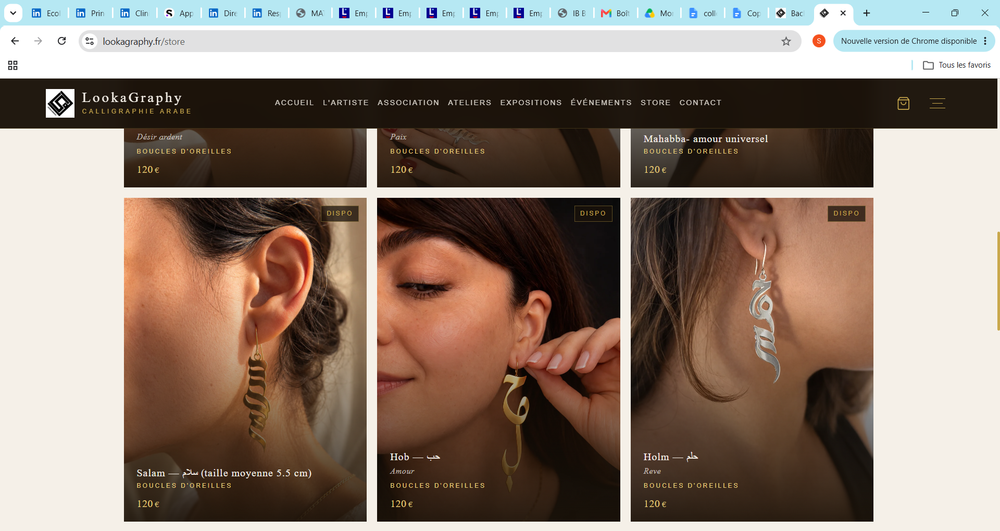 Ecol
Prin
Clin
App
Dire
Res
MA
Emp
Emp
Emp
Emp
Emp
IB B
Boît
Mon
coll
Cop
Bac
lookagraphy.fr/store
S
Nouvelle version de Chrome disponible
Tous les favoris
LookaGraphy
CALLIGRAPHIE ARABE
ACCUEIL L'ARTISTE ASSOCIATION ATELIERS EXPOSITIONS ÉVÉNEMENTS STORE CONTACT
Désir ardent
BOUCLES D'OREILLES
120 €
Paix
BOUCLES D'OREILLES
120 €
Mahabba- amour universel
BOUCLES D'OREILLES
120 €
DISPO
Salam — سلام (taille moyenne 5.5 cm)
BOUCLES D'OREILLES
120 €
DISPO
Hob — حب
Amour
BOUCLES D'OREILLES
120 €
DISPO
Holm — حلم
Reve
BOUCLES D'OREILLES
120 €